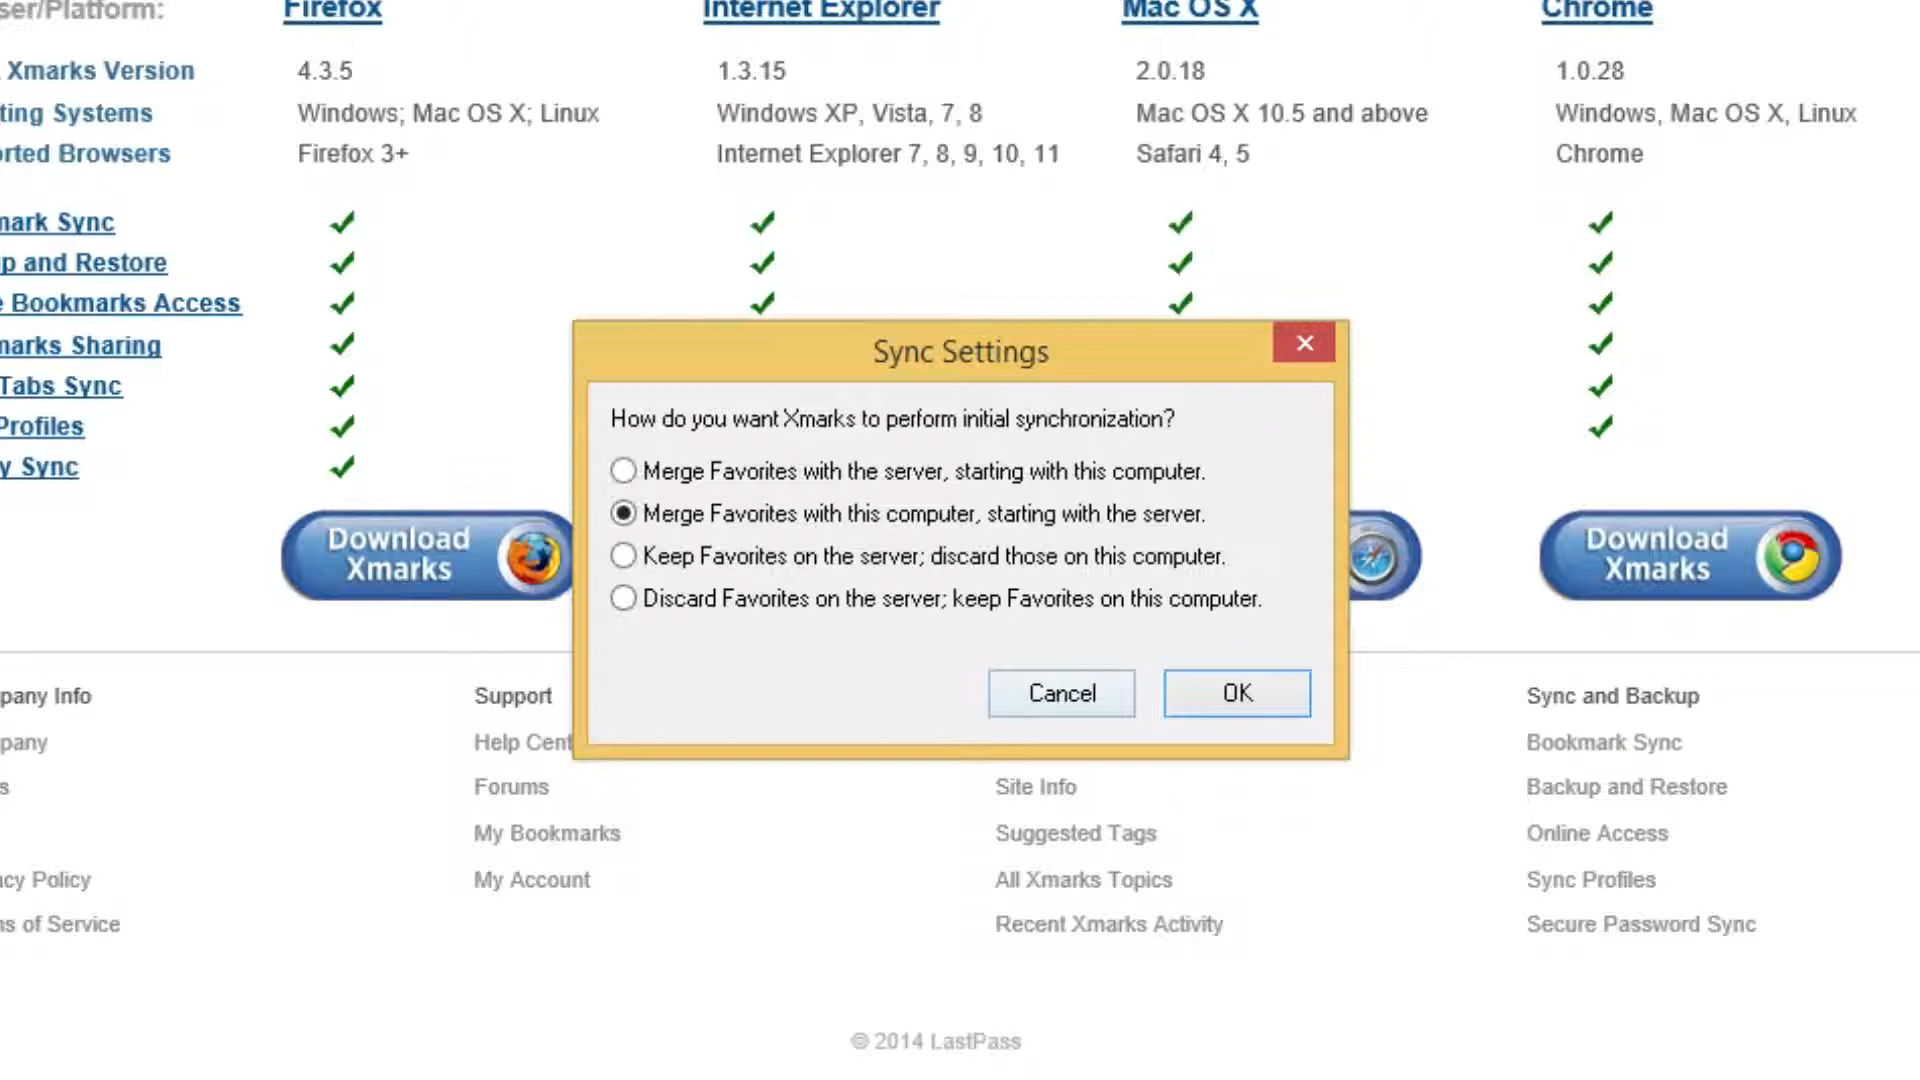 ser/Platform: Firefox Internet Explorer Mac OS X Chrome
Xmarks Version 4.3.5 1.3.15 2.0.18 1.0.28
ting Systems Windows; Mac OS X; Linux Windows XP, Vista, 7, 8 Mac OS X 10.5 and above Windows, Mac OS X, Linux
orted Browsers Firefox 3+ Internet Explorer 7, 8, 9, 10, 11 Safari 4, 5 Chrome
mark Sync
p and Restore
e Bookmarks Access
marks Sharing
Tabs Sync
Profiles
y Sync
Download Xmarks
Download Xmarks
Sync Settings
How do you want Xmarks to perform initial synchronization?
Merge Favorites with the server, starting with this computer.
Merge Favorites with this computer, starting with the server.
Keep Favorites on the server; discard those on this computer.
Discard Favorites on the server; keep Favorites on this computer.
Cancel OK
pany Info
pany
s
acy Policy
ns of Service
Support
Help Cent
Forums
My Bookmarks
My Account
Site Info
Suggested Tags
All Xmarks Topics
Recent Xmarks Activity
Sync and Backup
Bookmark Sync
Backup and Restore
Online Access
Sync Profiles
Secure Password Sync
© 2014 LastPass